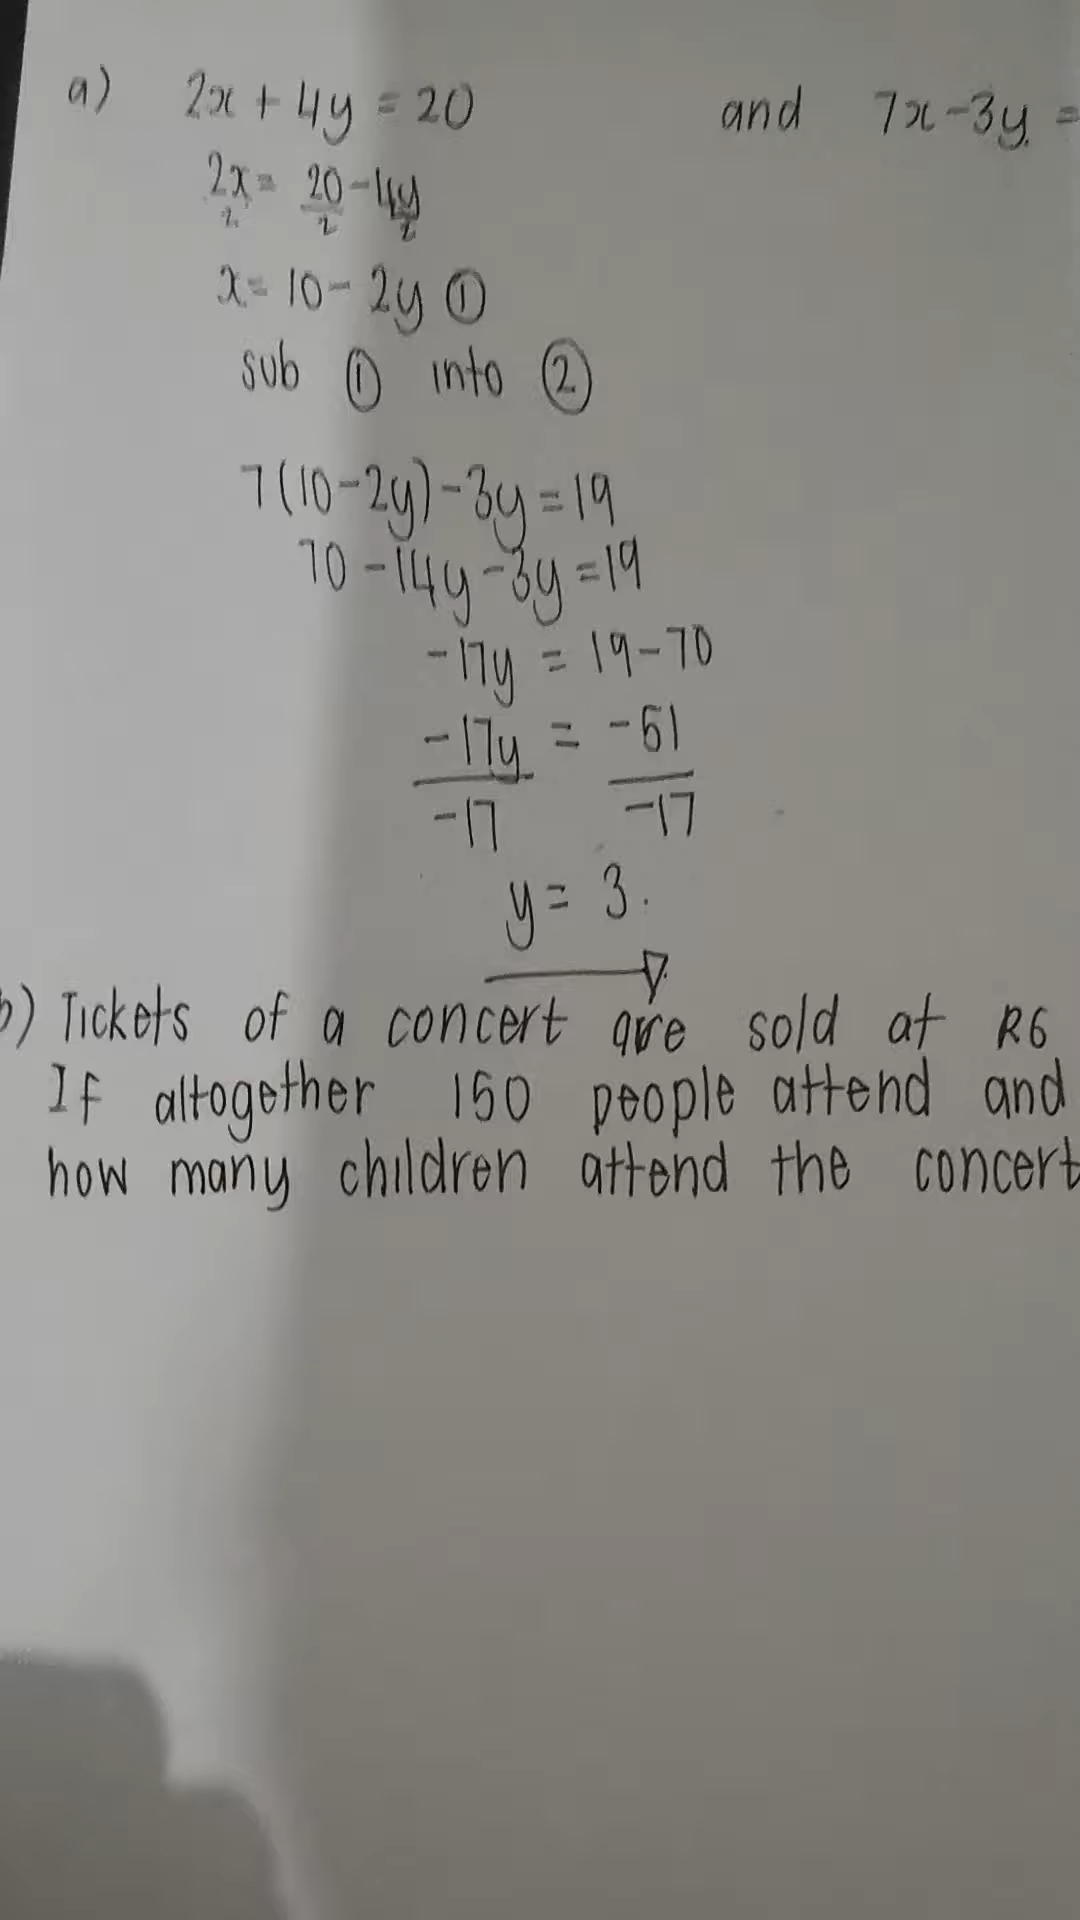 a) 2x + 4y = 20 and 7x - 3y =
2x/2 = 20/2 - 4y/2
x = 10 - 2y ①
sub ① into ②
7(10 - 2y) - 3y = 19
70 - 14y - 3y = 19
-17y = 19 - 70
-17y/-17 = -51/-17
y = 3.
b) Tickets of a concert are sold at R6
If altogether 150 people attend and
how many children attend the concert